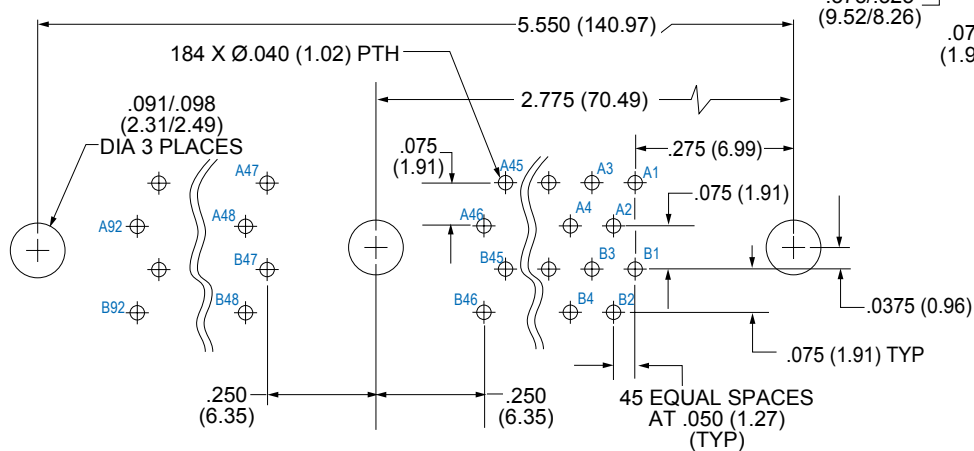 5.550 (140.97)
(9.52/8.26)
184 X Ø.040 (1.02) PTH
2.775 (70.49)
.091/.098
(2.31/2.49)
DIA 3 PLACES
.075
(1.91)
.275 (6.99)
A47
A45
A3
A1
.075 (1.91)
A92
A48
A46
A4
A2
B47
B45
B3
B1
B92
B48
B46
B4
B2
.0375 (0.96)
.075 (1.91) TYP
.250
(6.35)
.250
(6.35)
45 EQUAL SPACES
AT .050 (1.27)
(TYP)